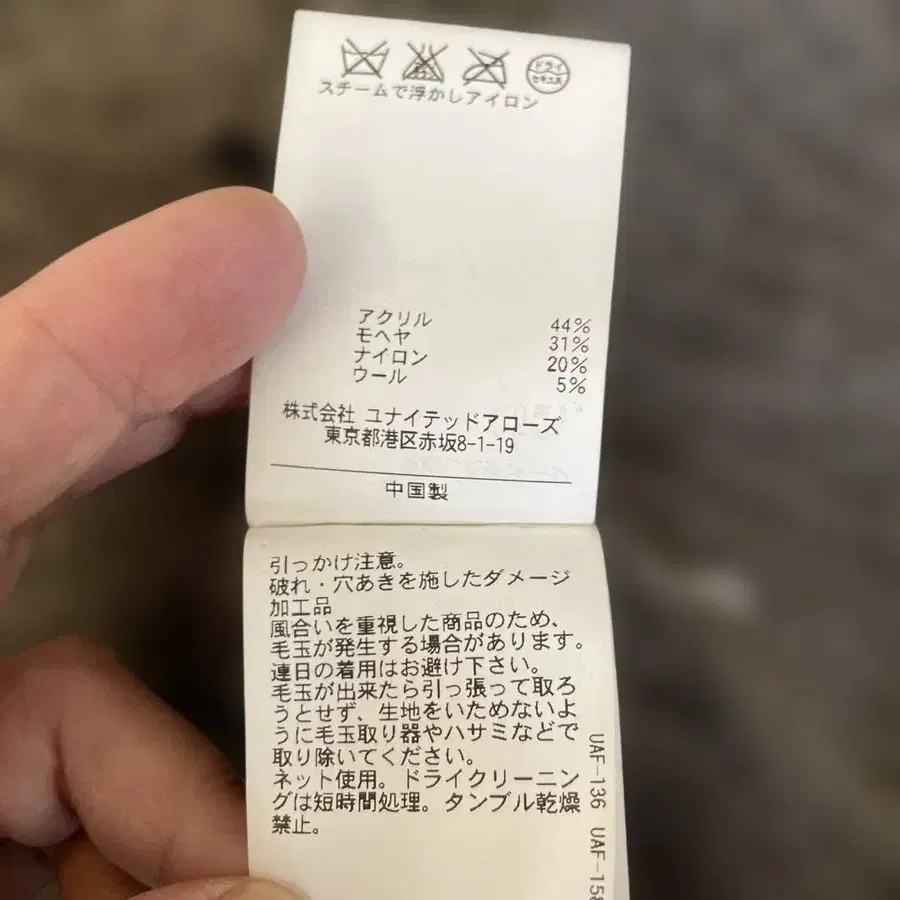 ドライ
セキユ系
スチームで浮かしアイロン
アクリル 44%
モヘヤ 31%
ナイロン 20%
ウール 5%
株式会社 ユナイテッドアローズ
東京都港区赤坂8-1-19
中国製
引っかけ注意。
破れ・穴あきを施したダメージ
加工品
風合いを重視した商品のため、
毛玉が発生する場合があります。
連日の着用はお避け下さい。
毛玉が出来たら引っ張って取ろ
うとせず、生地をいためないよ
うに毛玉取り器やハサミなどで
取り除いてください。
ネット使用。ドライクリーニン
グは短時間処理。タンブル乾燥
禁止。
UAF-136 UAF-158